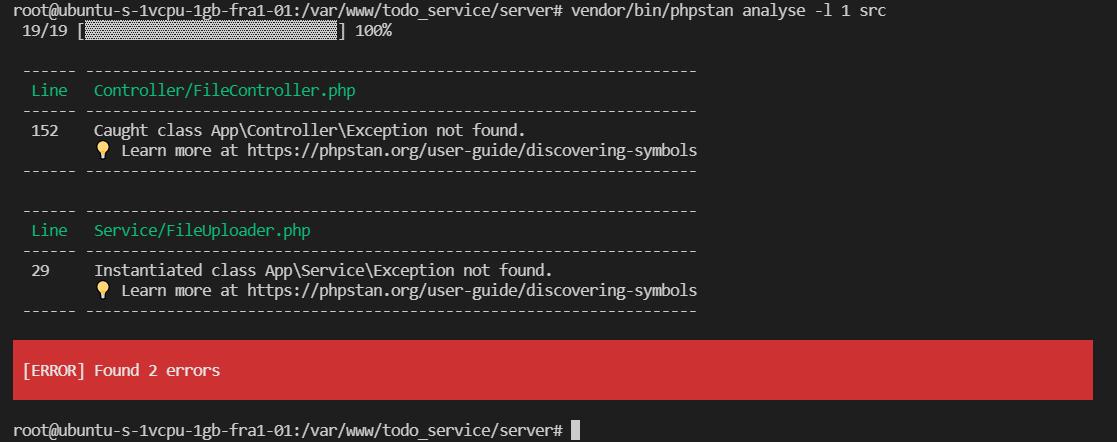 root@ubuntu-s-1vcpu-1gb-fra1-01:/var/www/todo_service/server# vendor/bin/phpstan analyse -l 1 src
19/19 [▓▓▓▓▓▓▓▓▓▓▓▓▓▓▓▓▓▓▓▓▓▓▓▓▓▓▓▓] 100%
------ --------------------------------------------------------------------
Line Controller/FileController.php
------ --------------------------------------------------------------------
152 Caught class App\Controller\Exception not found.
💡 Learn more at https://phpstan.org/user-guide/discovering-symbols
------ --------------------------------------------------------------------
------ --------------------------------------------------------------------
Line Service/FileUploader.php
------ --------------------------------------------------------------------
29 Instantiated class App\Service\Exception not found.
💡 Learn more at https://phpstan.org/user-guide/discovering-symbols
------ --------------------------------------------------------------------
[ERROR] Found 2 errors
root@ubuntu-s-1vcpu-1gb-fra1-01:/var/www/todo_service/server#